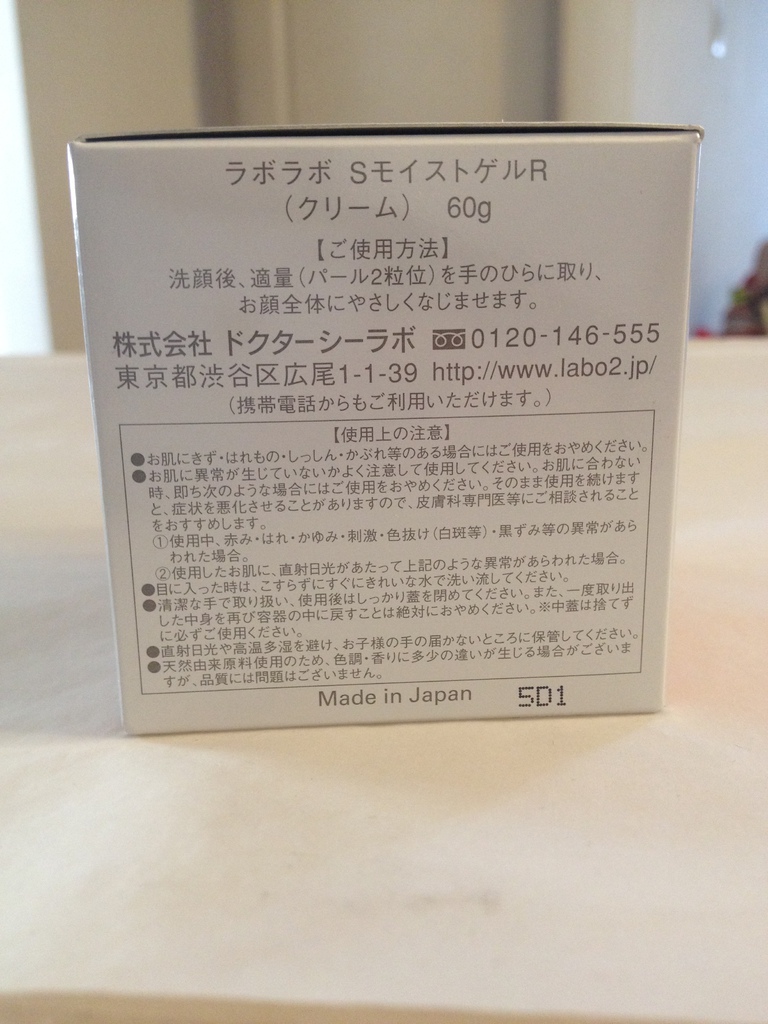 ラボラボ SモイストゲルR
（クリーム） 60g
【ご使用方法】
洗顔後、適量（パール2粒位）を手のひらに取り、
お顔全体にやさしくなじませます。
株式会社 ドクターシーラボ 0120-146-555
東京都渋谷区広尾1-1-39 http://www.labo2.jp/
（携帯電話からもご利用いただけます。）
【使用上の注意】
●お肌にきず・はれもの・しっしん・かぶれ等のある場合にはご使用をおやめください。
●お肌に異常が生じていないかよく注意して使用してください。お肌に合わない
時、即ち次のような場合にはご使用をおやめください。そのまま使用を続けます
と、症状を悪化させることがありますので、皮膚科専門医等にご相談されること
をおすすめします。
①使用中、赤み・はれ・かゆみ・刺激・色抜け（白斑等）・黒ずみ等の異常があら
われた場合。
②使用したお肌に、直射日光があたって上記のような異常があらわれた場合。
●目に入った時は、こすらずにすぐにきれいな水で洗い流してください。
●清潔な手で取り扱い、使用後はしっかり蓋を閉めてください。また、一度取り出
した中身を再び容器の中に戻すことは絶対におやめください。※中蓋は捨てず
に必ずご使用ください。
●直射日光や高温多湿を避け、お子様の手の届かないところに保管してください。
●天然由来原料使用のため、色調・香りに多少の違いが生じる場合がございま
すが、品質には問題はございません。
Made in Japan 5D1